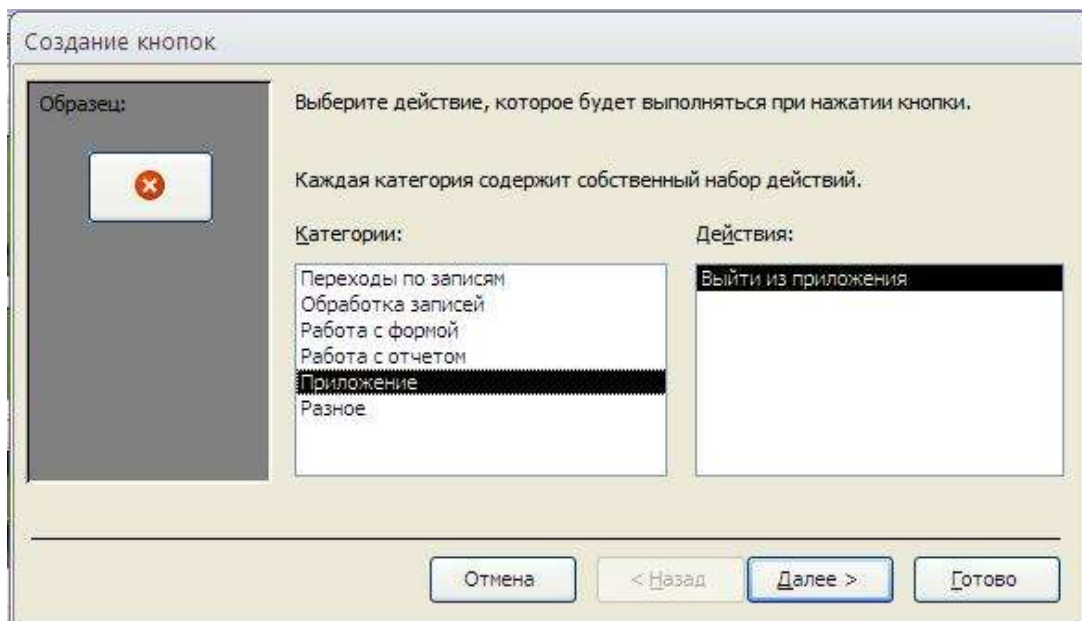 Создание кнопок
Образец:
Выберите действие, которое будет выполняться при нажатии кнопки.
Каждая категория содержит собственный набор действий.
Категории:
Переходы по записям
Обработка записей
Работа с формой
Работа с отчетом
Приложение
Разное
Действия:
Выйти из приложения
Отмена
< Назад
Далее >
Готово